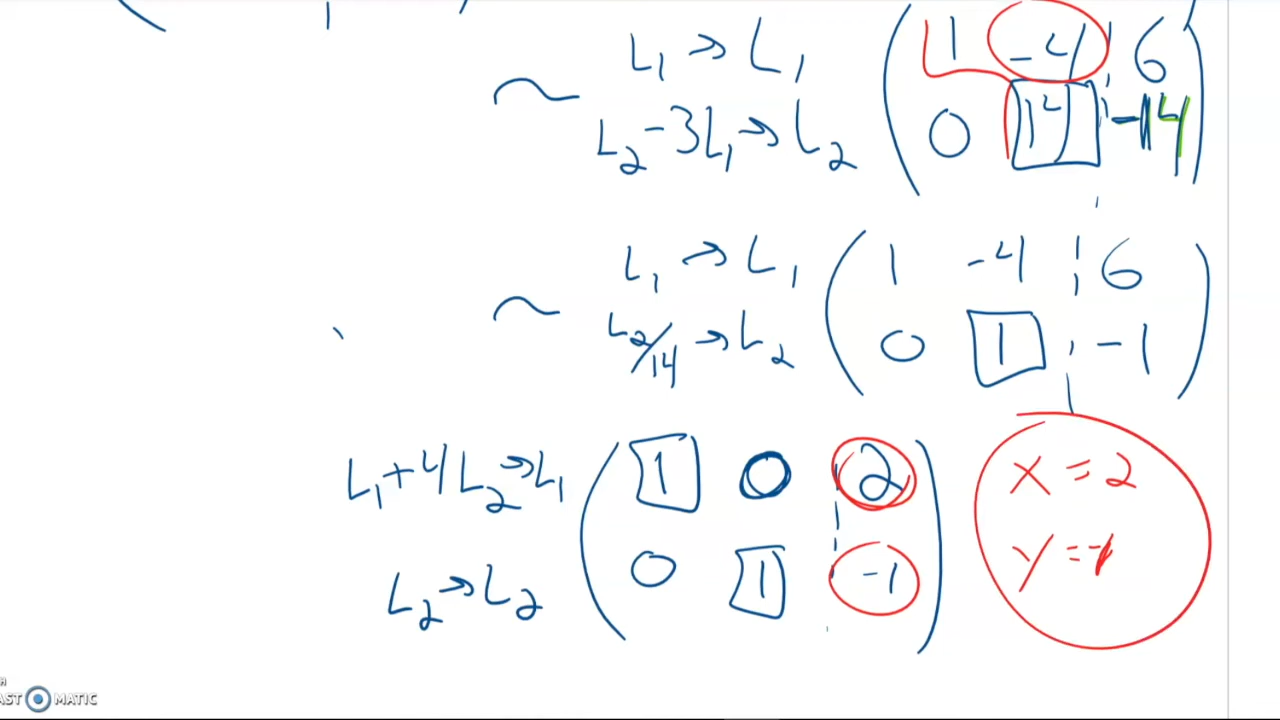 L₁ → L₁ ( 1 -4 ¦ 6
~ L₂ - 3L₁ → L₂ 0 14 ¦ -14 )
L₁ → L₁ ( 1 -4 ¦ 6
~ L₂/14 → L₂ 0 1 ¦ -1 )
L₁ + 4L₂ → L₁ ( 1 0 ¦ 2 x = 2
L₂ → L₂ 0 1 ¦ -1 ) y = -1
MATIC